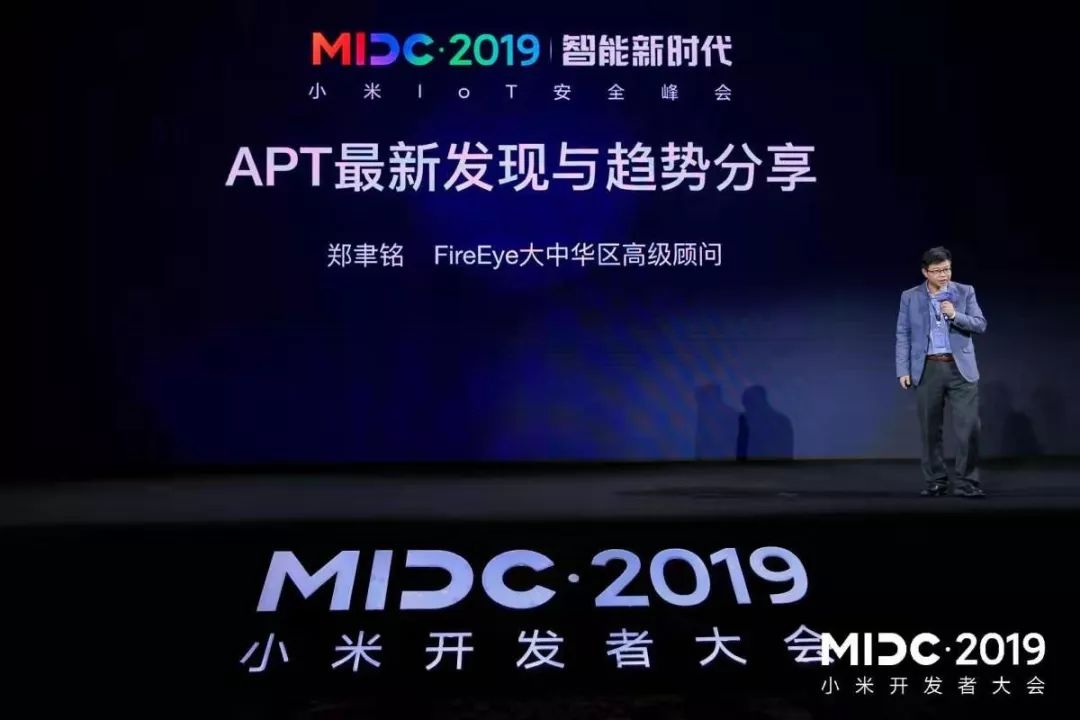 MIDC·2019 | 智能新时代
小米IoT安全峰会
APT最新发现与趋势分享
郑聿铭 FireEye大中华区高级顾问
MIDC·2019
小米开发者大会
MIDC·2019
小米开发者大会